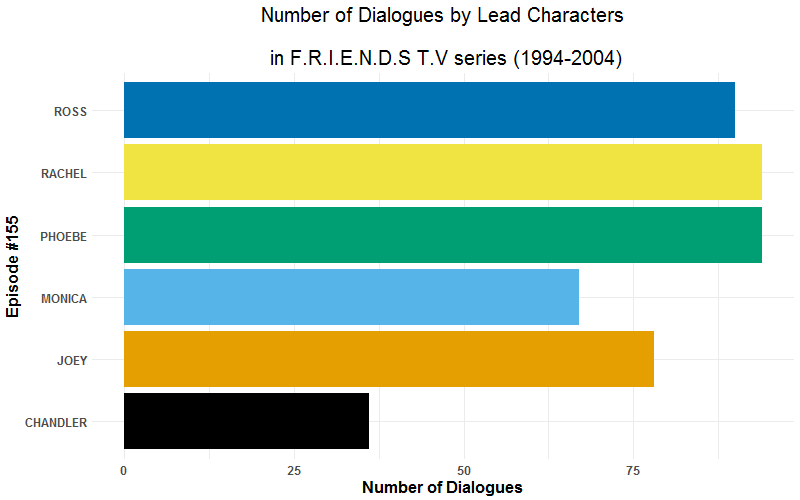 Number of Dialogues by Lead Characters
in F.R.I.E.N.D.S T.V series (1994-2004)
ROSS
RACHEL
PHOEBE
MONICA
JOEY
CHANDLER
Episode #155
0 25 50 75
Number of Dialogues